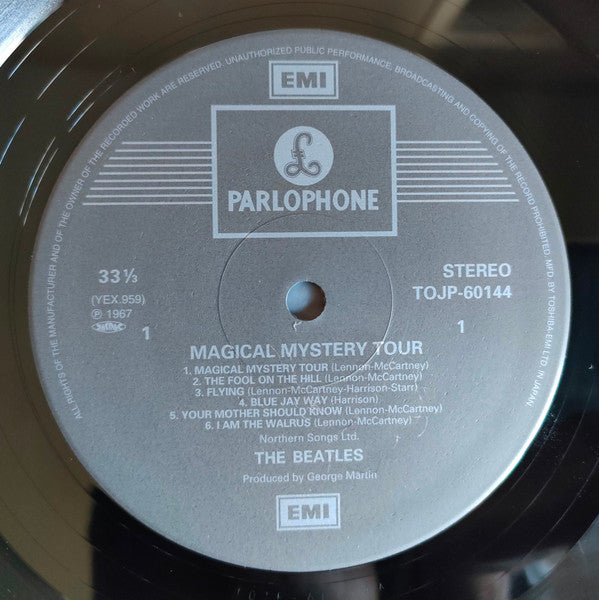 ALL RIGHTS OF THE MANUFACTURER AND OF THE OWNER OF THE RECORDED WORK ARE RESERVED. UNAUTHORIZED PUBLIC PERFORMANCE, BROADCASTING AND COPYING OF THE RECORD PROHIBITED. MFD. BY TOSHIBA-EMI LTD. IN JAPAN.
EMI
£
PARLOPHONE
33 1/3
STEREO
(YEX.959)
TOJP-60144
℗ 1967
1
1
MAGICAL MYSTERY TOUR
1. MAGICAL MYSTERY TOUR (Lennon-McCartney)
2. THE FOOL ON THE HILL (Lennon-McCartney)
3. FLYING (Lennon-McCartney-Harrison-Starr)
4. BLUE JAY WAY (Harrison)
5. YOUR MOTHER SHOULD KNOW (Lennon-McCartney)
6. I AM THE WALRUS (Lennon-McCartney)
Northern Songs Ltd.
THE BEATLES
Produced by George Martin
EMI